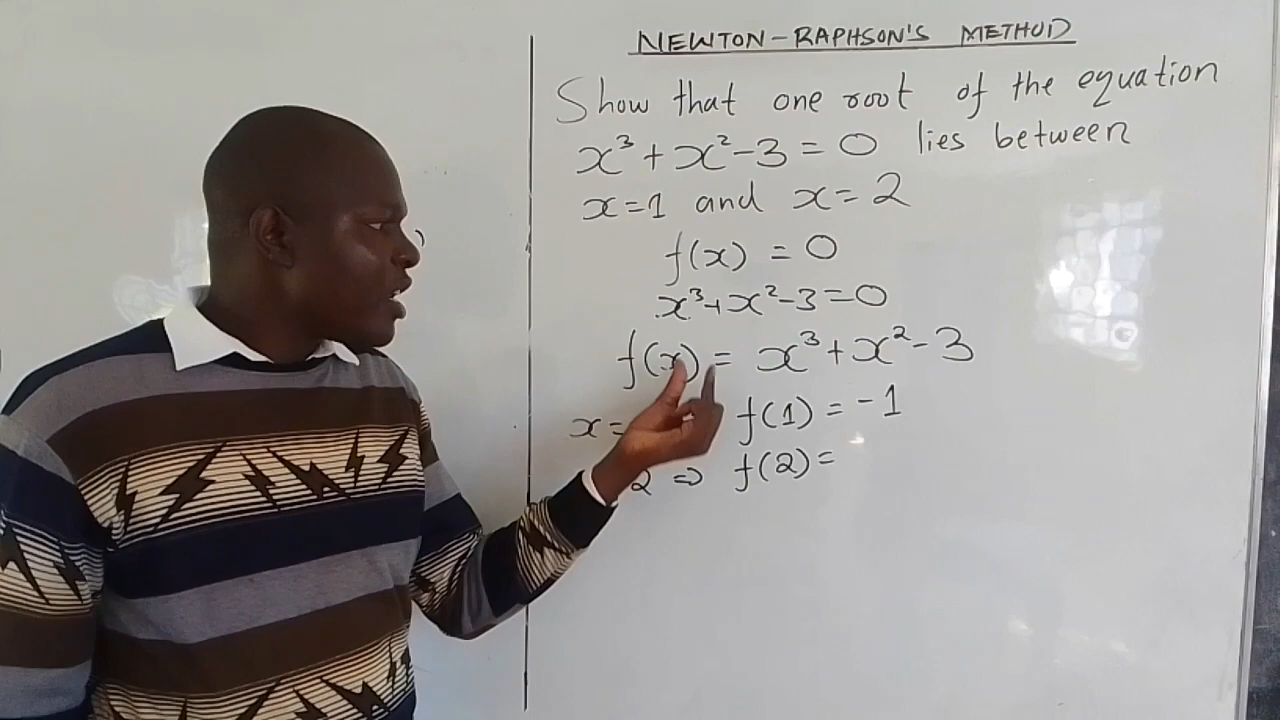 NEWTON-RAPHSON'S METHOD
Show that one root of the equation
x³ + x² - 3 = 0 lies between
x = 1 and x = 2
f(x) = 0
x³ + x² - 3 = 0
f(x) = x³ + x² - 3
x = f(1) = -1
2 ⇒ f(2) =